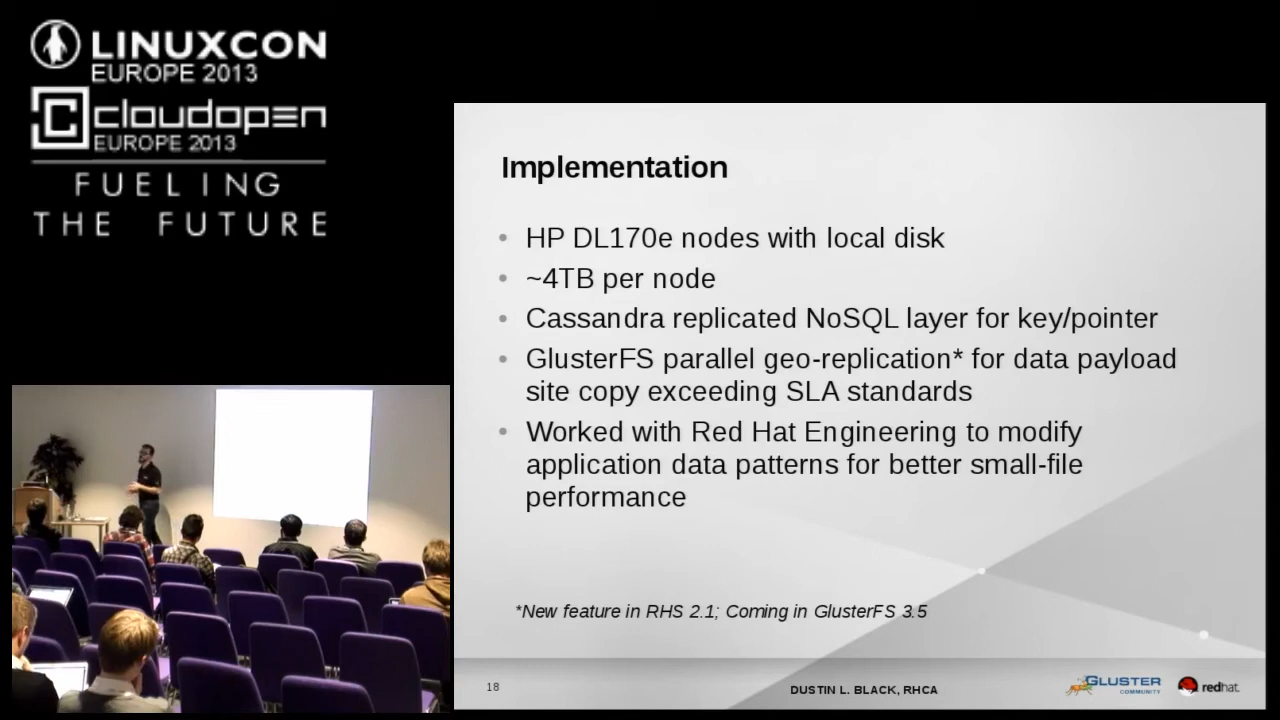 LINUXCON
EUROPE 2013
cloudopen
EUROPE 2013
FUELING
THE FUTURE
Implementation
• HP DL170e nodes with local disk
• ~4TB per node
• Cassandra replicated NoSQL layer for key/pointer
• GlusterFS parallel geo-replication* for data payload
site copy exceeding SLA standards
• Worked with Red Hat Engineering to modify
application data patterns for better small-file
performance
*New feature in RHS 2.1; Coming in GlusterFS 3.5
18
DUSTIN L. BLACK, RHCA
GLUSTER
COMMUNITY
redhat.